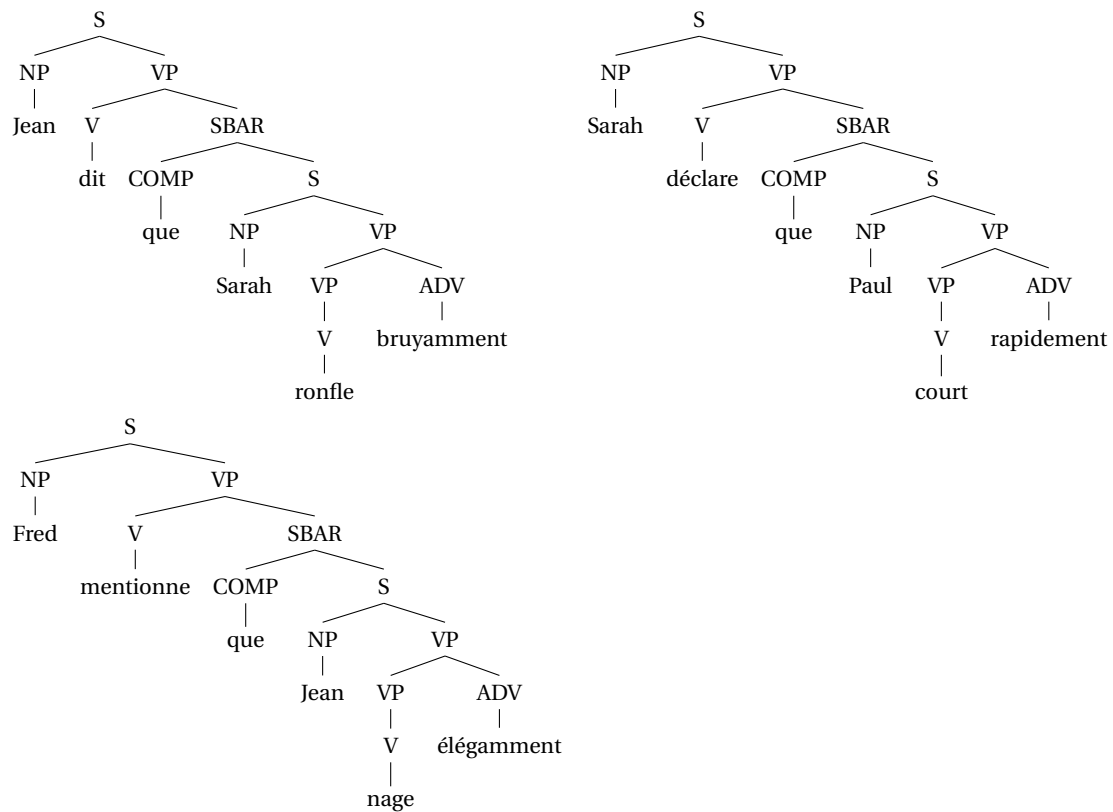 S S
NP VP NP VP
Jean V SBAR Sarah V SBAR
dit COMP S déclare COMP S
que NP VP que NP VP
Sarah VP ADV Paul VP ADV
V bruyamment V rapidement
ronfle court
S
NP VP
Fred V SBAR
mentionne COMP S
que NP VP
Jean VP ADV
V élégamment
nage